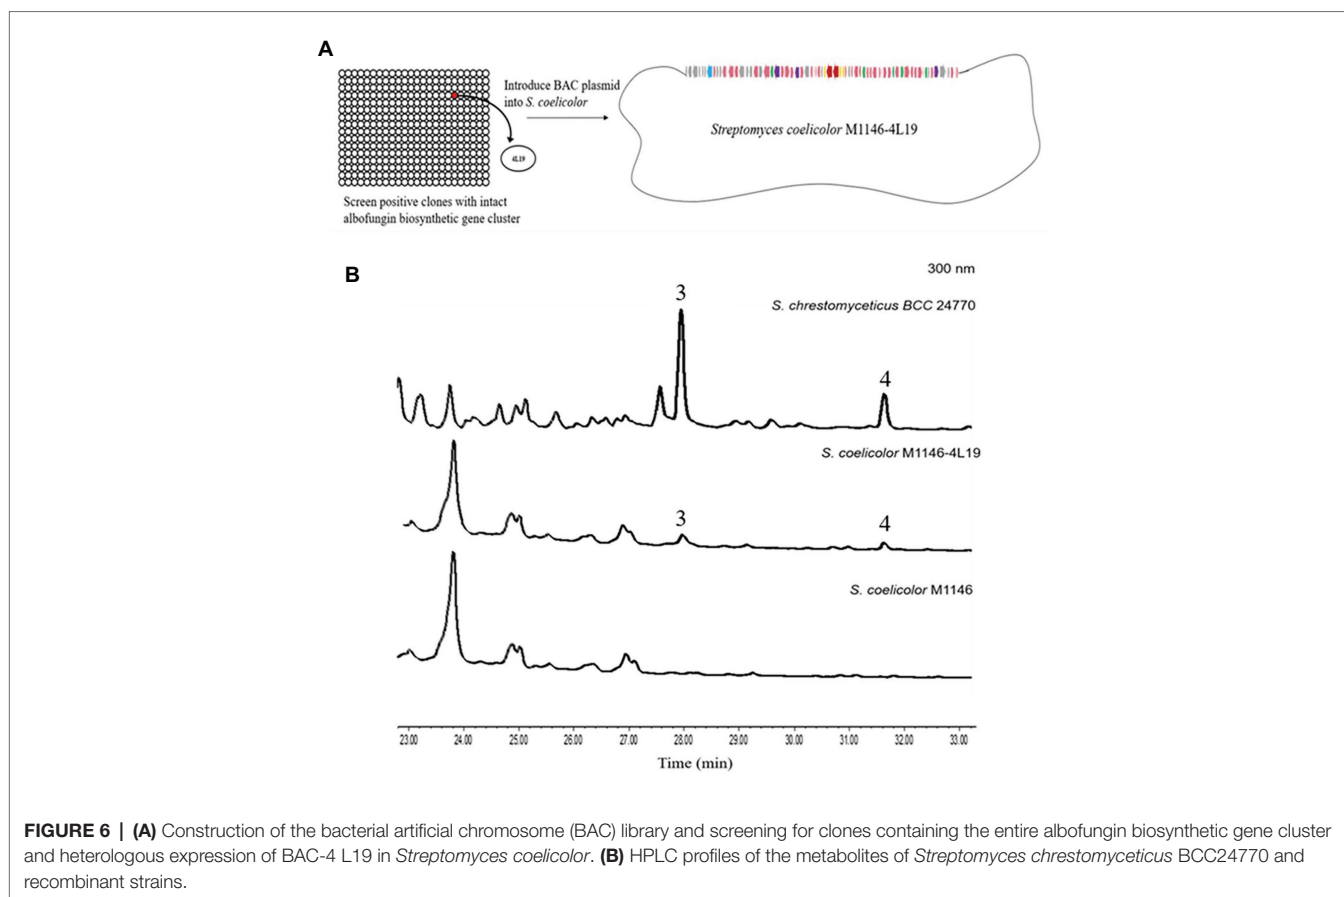 A
Introduce BAC plasmid
into S. coelicolor
4L19
Streptomyces coelicolor M1146-4L19
Screen positive clones with intact
albofungin biosynthetic gene cluster
B
300 nm
3
S. chrestomyceticus BCC 24770
4
S. coelicolor M1146-4L19
3
4
S. coelicolor M1146
23.00 24.00 25.00 26.00 27.00 28.00 29.00 30.00 31.00 32.00 33.00
Time (min)
FIGURE 6 | (A) Construction of the bacterial artificial chromosome (BAC) library and screening for clones containing the entire albofungin biosynthetic gene cluster
and heterologous expression of BAC-4 L19 in Streptomyces coelicolor. (B) HPLC profiles of the metabolites of Streptomyces chrestomyceticus BCC24770 and
recombinant strains.